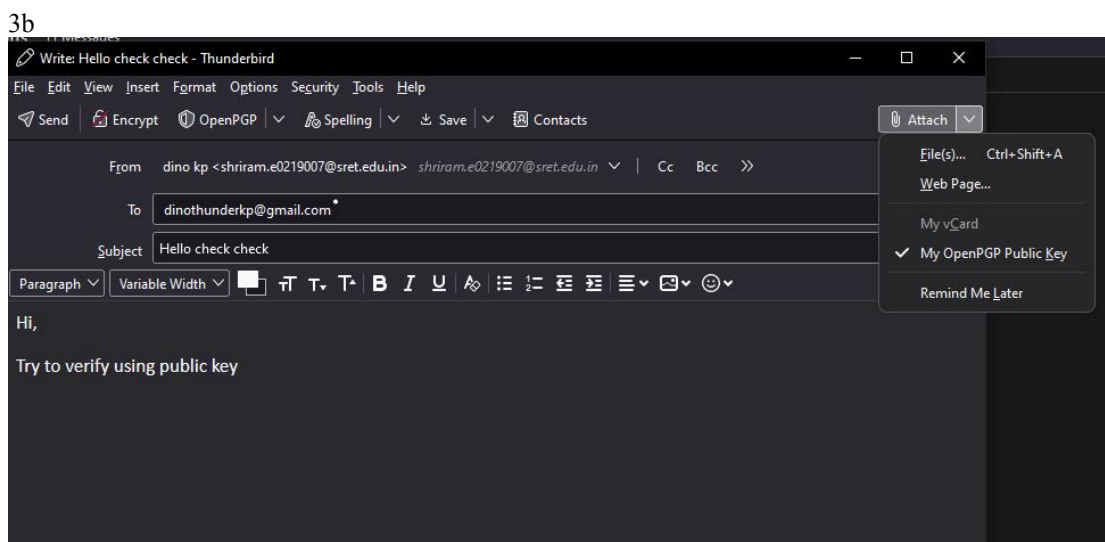 3b
11 Messages
Write: Hello check check - Thunderbird
File Edit View Insert Format Options Security Tools Help
Send Encrypt OpenPGP Spelling Save Contacts Attach
From dino kp <shriram.e0219007@sret.edu.in> shriram.e0219007@sret.edu.in Cc Bcc
File(s)... Ctrl+Shift+A
Web Page...
To dinothunderkp@gmail.com
My vCard
Subject Hello check check
My OpenPGP Public Key
Paragraph Variable Width
Remind Me Later
Hi,
Try to verify using public key